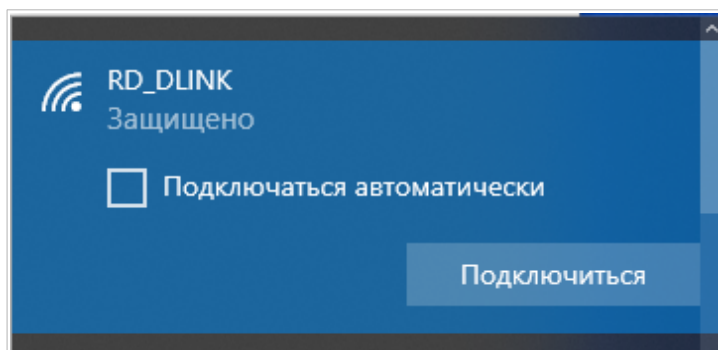 RD_DLINK
Защищено
Подключаться автоматически
Подключиться